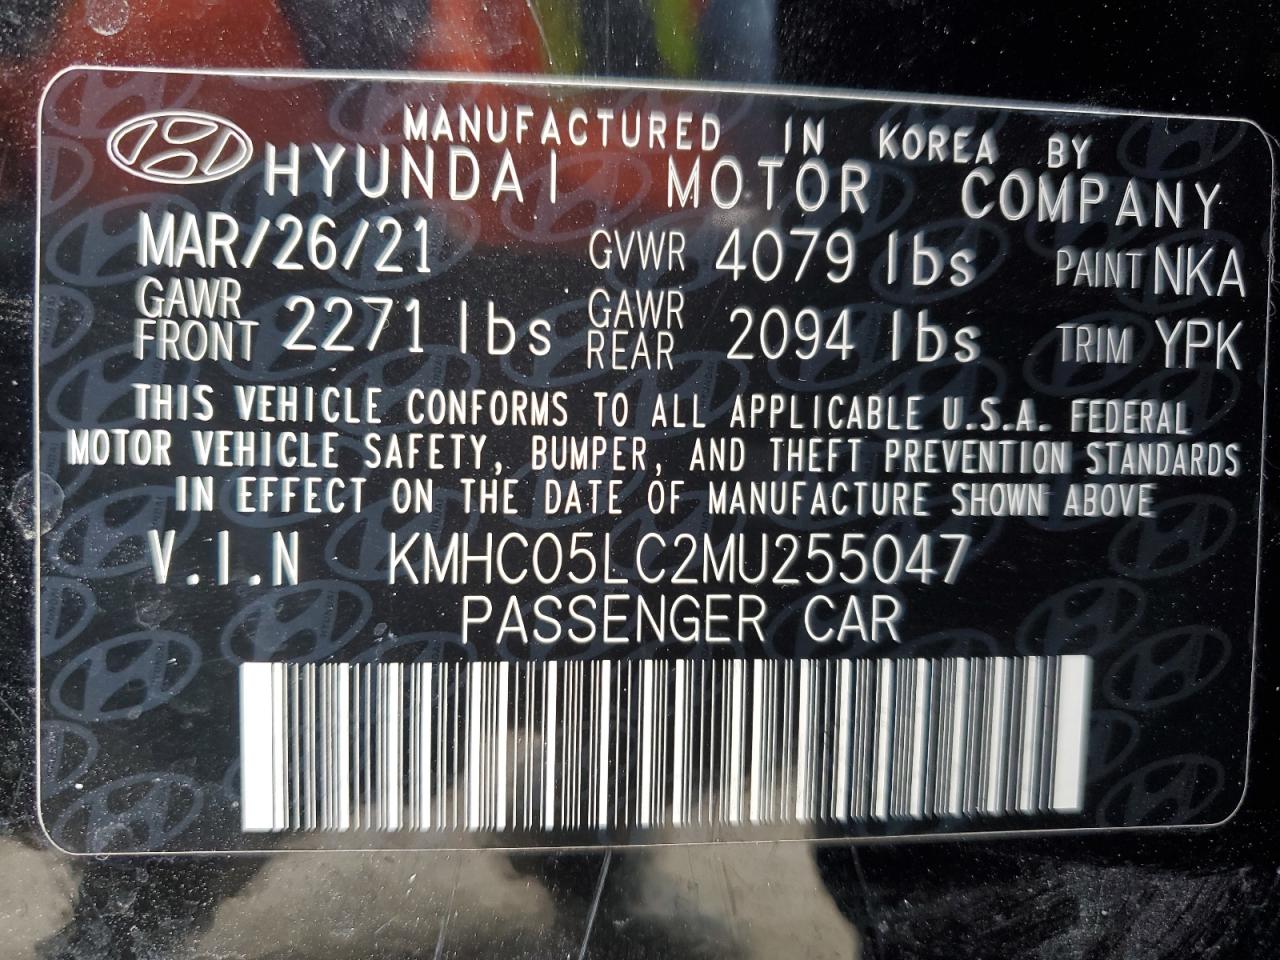 MANUFACTURED IN KOREA BY
HYUNDAI MOTOR COMPANY
MAR/26/21 GVWR 4079 lbs PAINT NKA
GAWR FRONT 2271 lbs GAWR REAR 2094 lbs TRIM YPK
THIS VEHICLE CONFORMS TO ALL APPLICABLE U.S.A. FEDERAL
MOTOR VEHICLE SAFETY, BUMPER, AND THEFT PREVENTION STANDARDS
IN EFFECT ON THE DATE OF MANUFACTURE SHOWN ABOVE
V.I.N KMHC05LC2MU255047
PASSENGER CAR